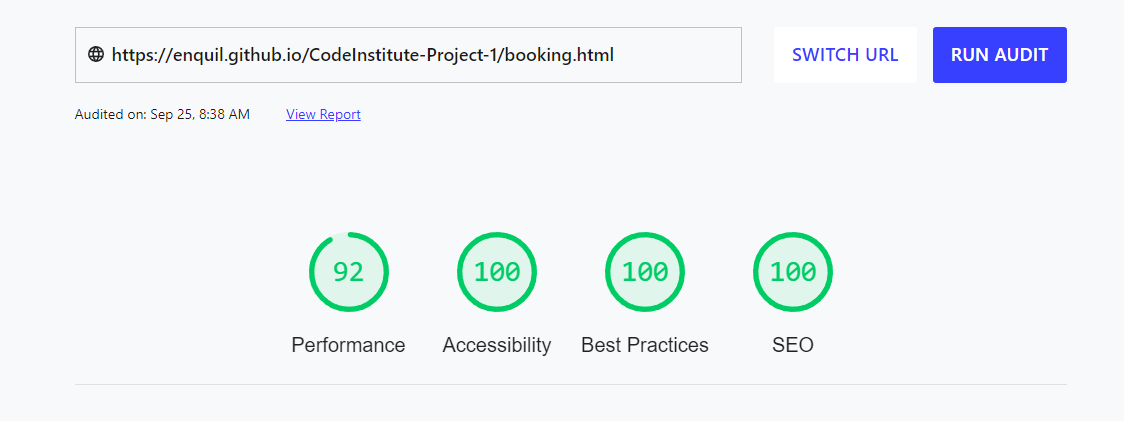 https://enquil.github.io/CodeInstitute-Project-1/booking.html SWITCH URL RUN AUDIT
Audited on: Sep 25, 8:38 AM View Report
92 100 100 100
Performance Accessibility Best Practices SEO